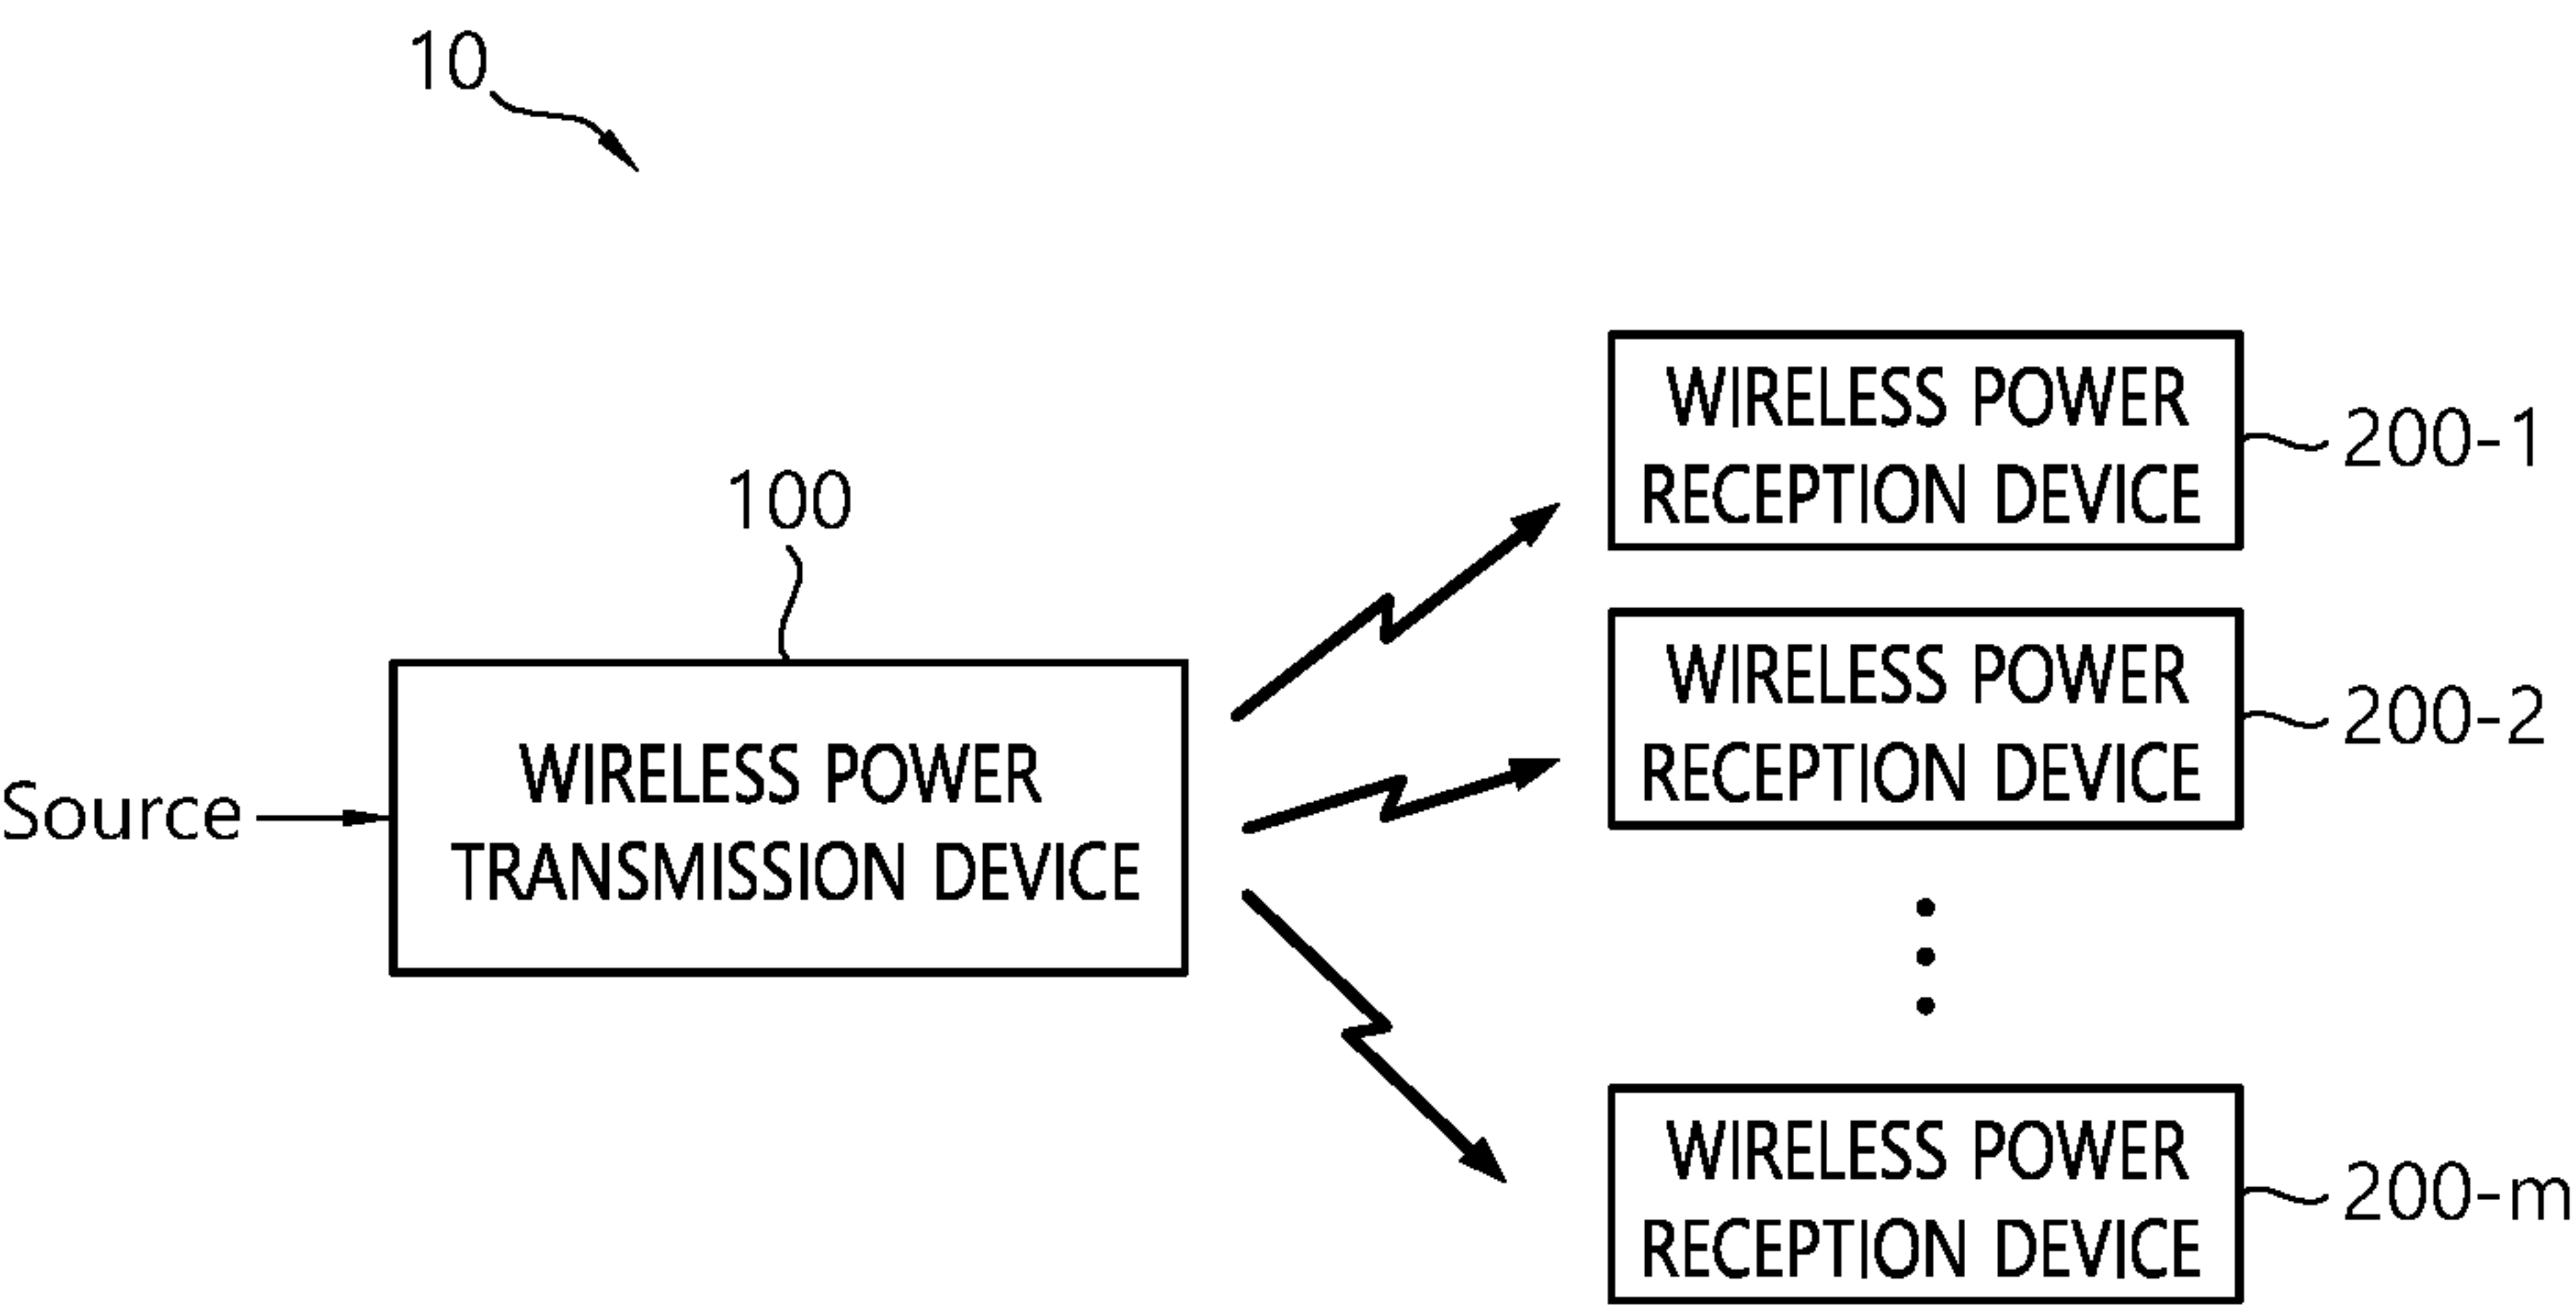 10
WIRELESS POWER
RECEPTION DEVICE
200-1
100
WIRELESS POWER
RECEPTION DEVICE
200-2
Source
WIRELESS POWER
TRANSMISSION DEVICE
WIRELESS POWER
RECEPTION DEVICE
200-m